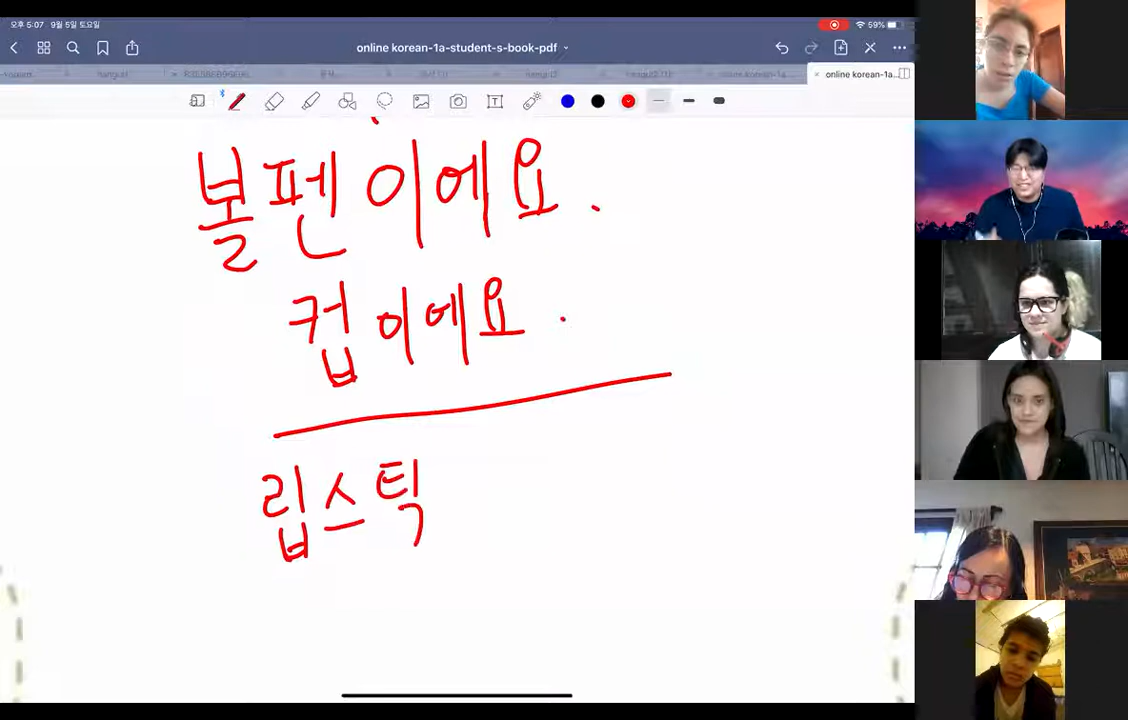 오후 5:07 9월 5일 토요일
59%
online korean-1a-student-s-book-pdf
online korean-1a...
볼펜이에요.
컵이에요.
립스틱